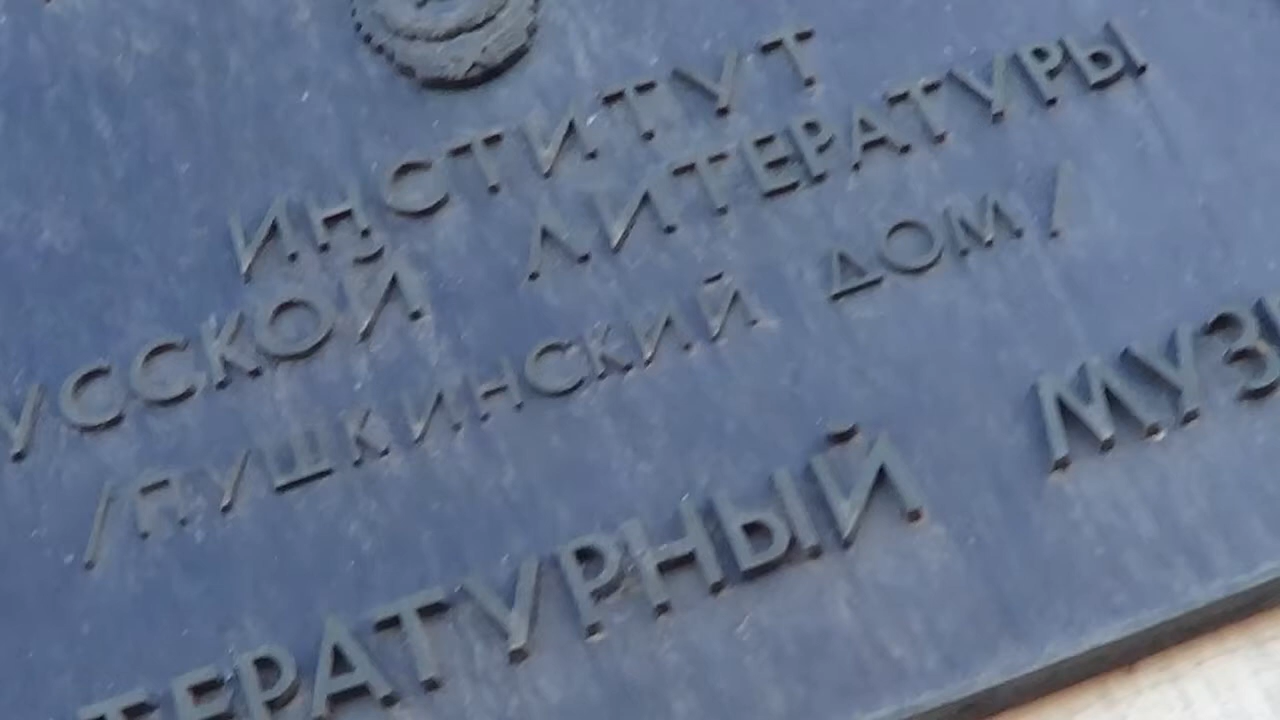 ИНСТИТУТ
УССКОЙ ЛИТЕРАТУРЫ
/ПУШКИНСКИЙ ДОМ/
ТЕРАТУРНЫЙ МУЗ